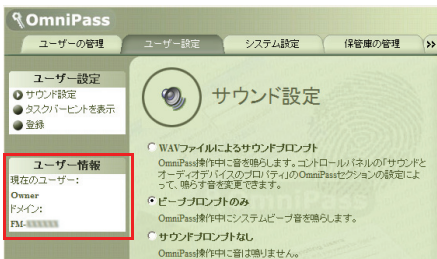 OmniPass
ユーザーの管理 ユーザー設定 システム設定 保管庫の管理
ユーザー設定
サウンド設定
タスクバーヒントを表示
登録
ユーザー情報
現在のユーザー:
Owner
ドメイン:
FM-
サウンド設定
WAVファイルによるサウンドプロンプト
OmniPass操作中に音を鳴らします。コントロールパネルの「サウンドと
オーディオデバイスのプロパティ」のOmniPassセクションの設定によ
って、鳴らす音を変更できます。
ビーププロンプトのみ
OmniPass操作中にシステムビープ音を鳴らします。
サウンドプロンプトなし
OmniPass操作中に音は鳴りません。